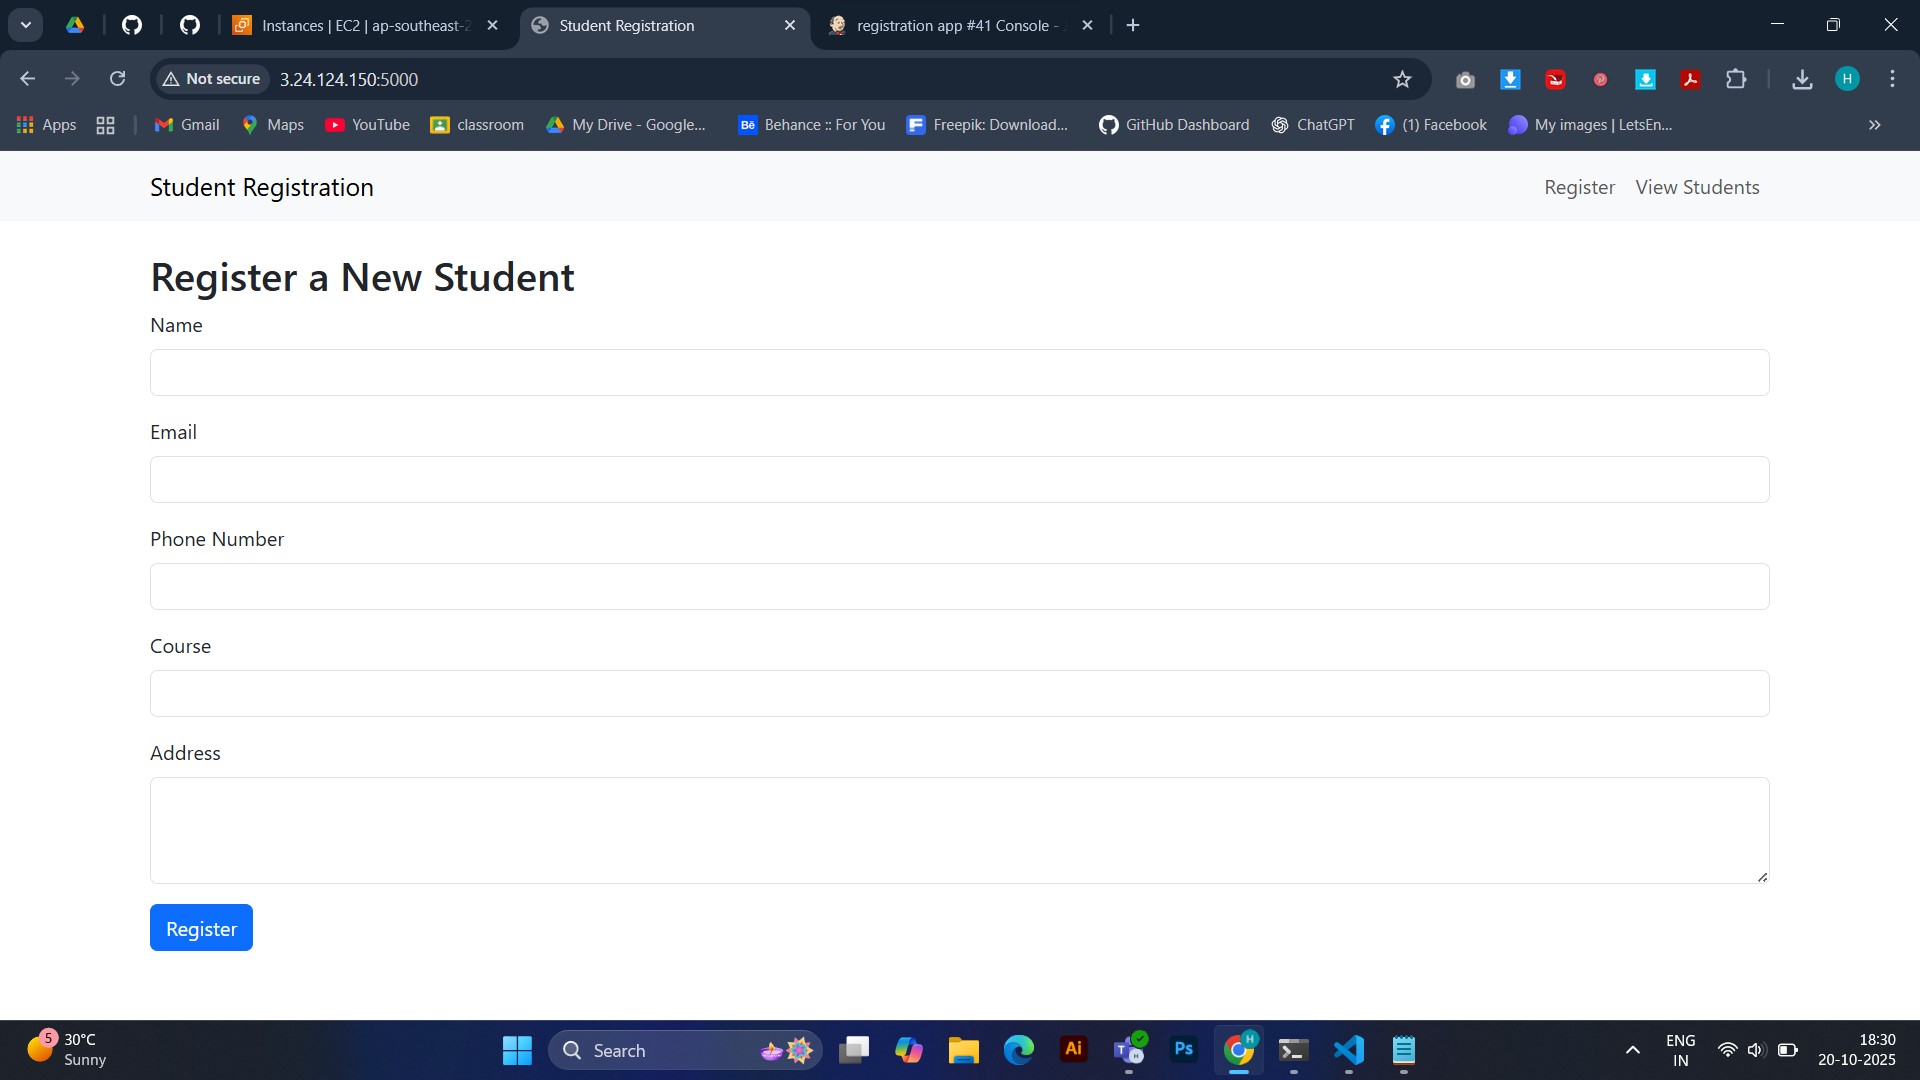 Instances | EC2 | ap-southeast-2
Student Registration
registration app #41 Console -
Not secure
3.24.124.150:5000
H
Apps
Gmail
Maps
YouTube
classroom
My Drive - Google...
Bē
Behance :: For You
Freepik: Download...
GitHub Dashboard
ChatGPT
(1) Facebook
My images | LetsEn...
Student Registration
Register
View Students
Register a New Student
Name
Email
Phone Number
Course
Address
Register
5
30°C
Sunny
Search
Ai
T
H
Ps
H
ENG
IN
18:30
20-10-2025